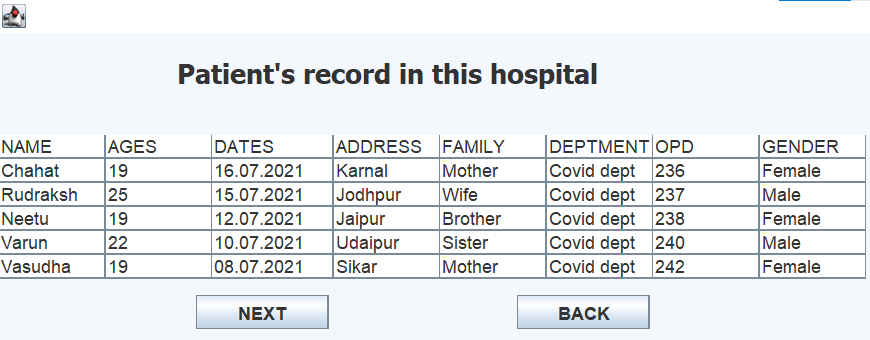 Patient's record in this hospital
NAME AGES DATES ADDRESS FAMILY DEPTMENT OPD GENDER
Chahat 19 16.07.2021 Karnal Mother Covid dept 236 Female
Rudraksh 25 15.07.2021 Jodhpur Wife Covid dept 237 Male
Neetu 19 12.07.2021 Jaipur Brother Covid dept 238 Female
Varun 22 10.07.2021 Udaipur Sister Covid dept 240 Male
Vasudha 19 08.07.2021 Sikar Mother Covid dept 242 Female
NEXT BACK